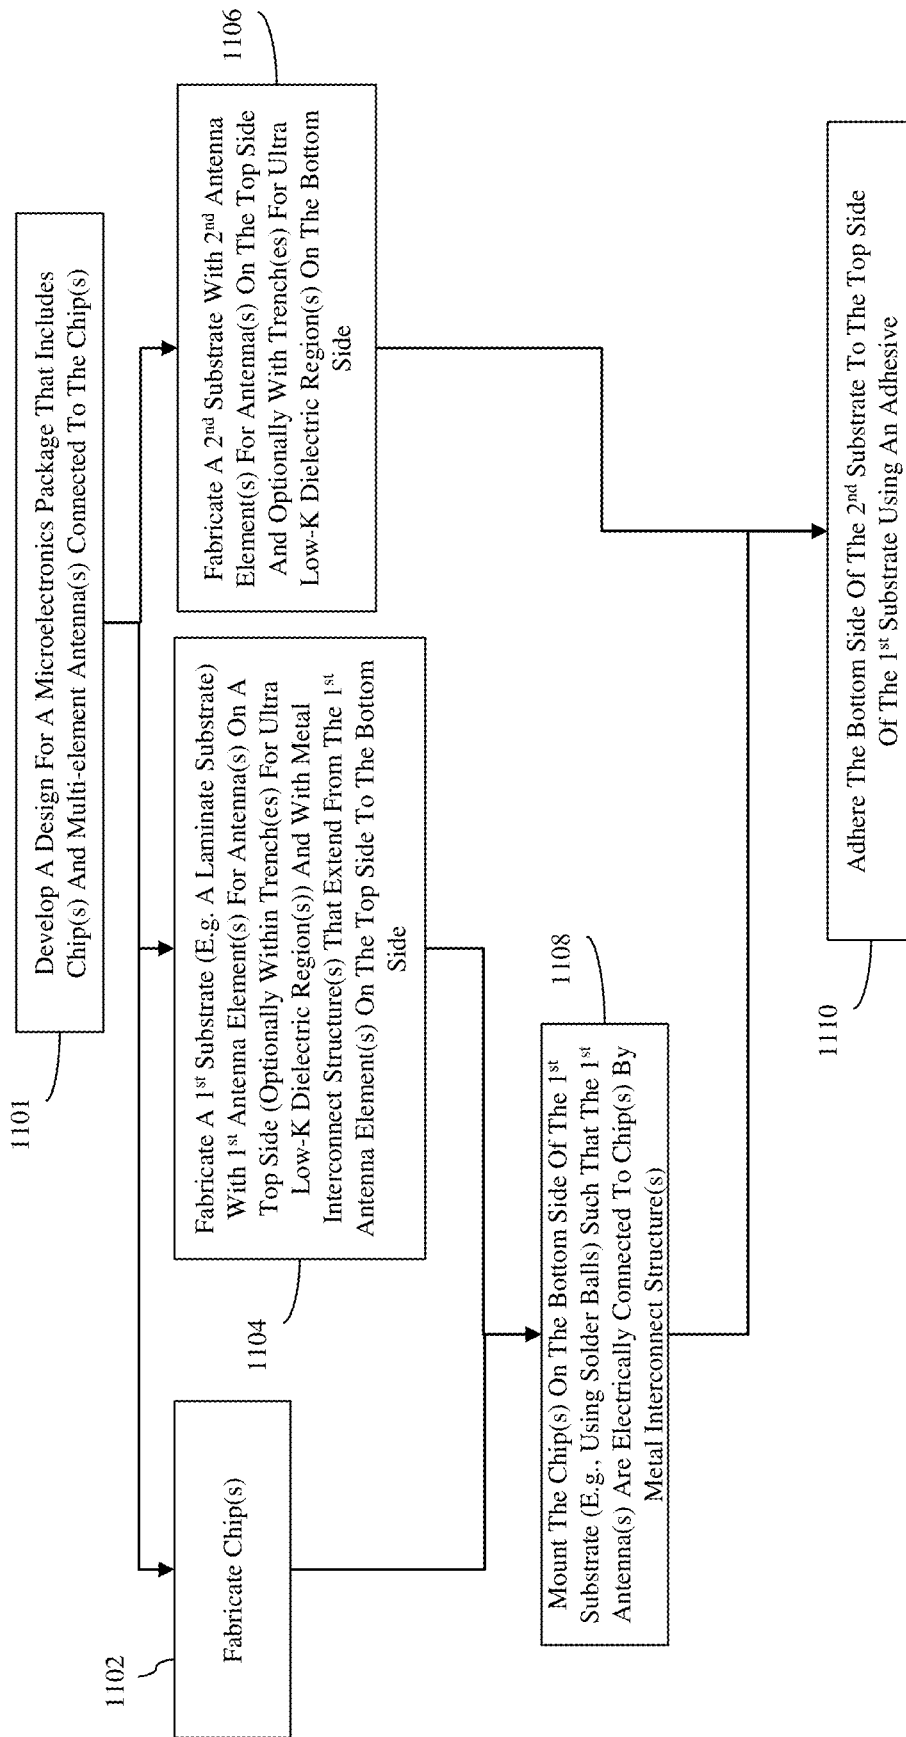 1101
Develop A Design For A Microelectronics Package That Includes
Chip(s) And Multi-element Antenna(s) Connected To The Chip(s)
1102
Fabricate Chip(s)
1104
Fabricate A 1st Substrate (E.g. A Laminate Substrate)
With 1st Antenna Element(s) For Antenna(s) On A
Top Side (Optionally Within Trench(es) For Ultra
Low-K Dielectric Region(s)) And With Metal
Interconnect Structure(s) That Extend From The 1st
Antenna Element(s) On The Top Side To The Bottom
Side
1106
Fabricate A 2nd Substrate With 2nd Antenna
Element(s) For Antenna(s) On The Top Side
And Optionally With Trench(es) For Ultra
Low-K Dielectric Region(s) On The Bottom
Side
1108
Mount The Chip(s) On The Bottom Side Of The 1st
Substrate (E.g., Using Solder Balls) Such That The 1st
Antenna(s) Are Electrically Connected To Chip(s) By
Metal Interconnect Structure(s)
1110
Adhere The Bottom Side Of The 2nd Substrate To The Top Side
Of The 1st Substrate Using An Adhesive